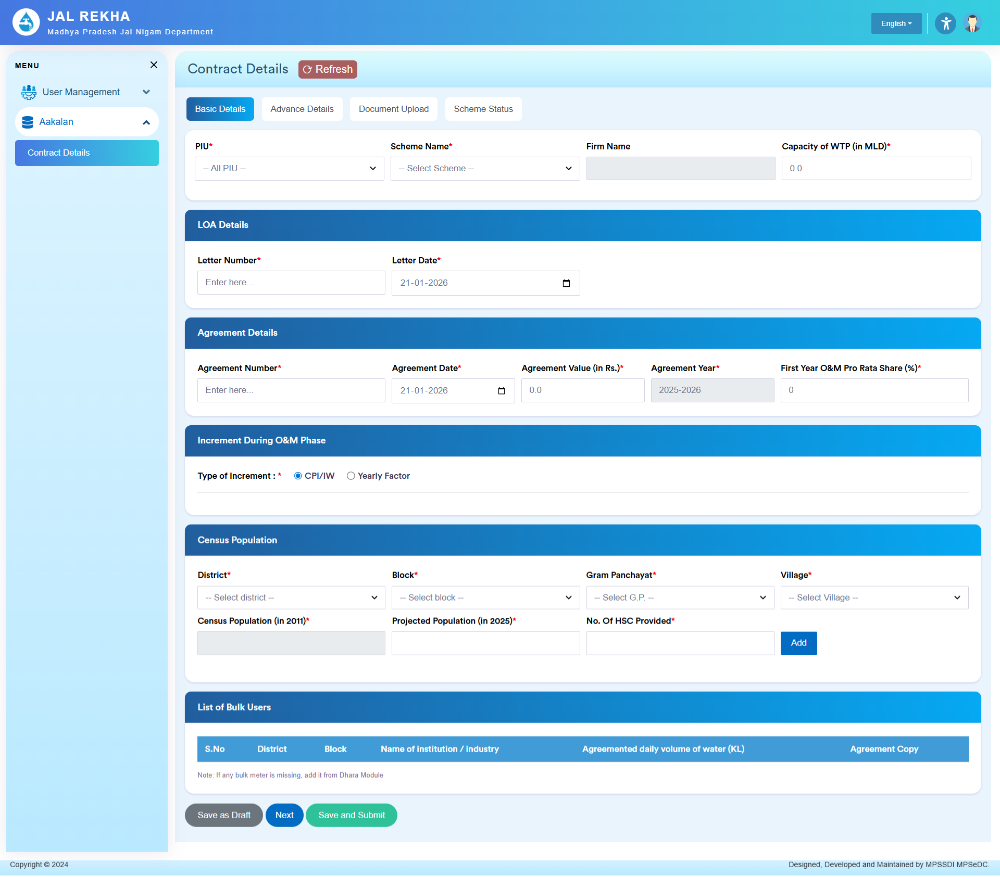 JAL REKHA
Madhya Pradesh Jal Nigam Department
English
MENU
User Management
Aakalan
Contract Details
Contract Details
Refresh
Basic Details
Advance Details
Document Upload
Scheme Status
PIU*
Scheme Name*
Firm Name
Capacity of WTP (in MLD)*
-- All PIU --
-- Select Scheme --
0.0
LOA Details
Letter Number*
Letter Date*
Enter here...
21-01-2026
Agreement Details
Agreement Number*
Agreement Date*
Agreement Value (in Rs.)*
Agreement Year*
First Year O&M Pro Rata Share (%)*
Enter here...
21-01-2026
0.0
2025-2026
0
Increment During O&M Phase
Type of Increment : *
CPI/IW
Yearly Factor
Census Population
District*
Block*
Gram Panchayat*
Village*
-- Select district --
-- Select block --
-- Select G.P. --
-- Select Village --
Census Population (in 2011)*
Projected Population (in 2025)*
No. Of HSC Provided*
Add
List of Bulk Users
S.No
District
Block
Name of institution / industry
Agreemented daily volume of water (KL)
Agreement Copy
Note: If any bulk meter is missing, add it from Dhara Module
Save as Draft
Next
Save and Submit
Copyright © 2024
Designed, Developed and Maintained by MPSSDI MPSeDC.